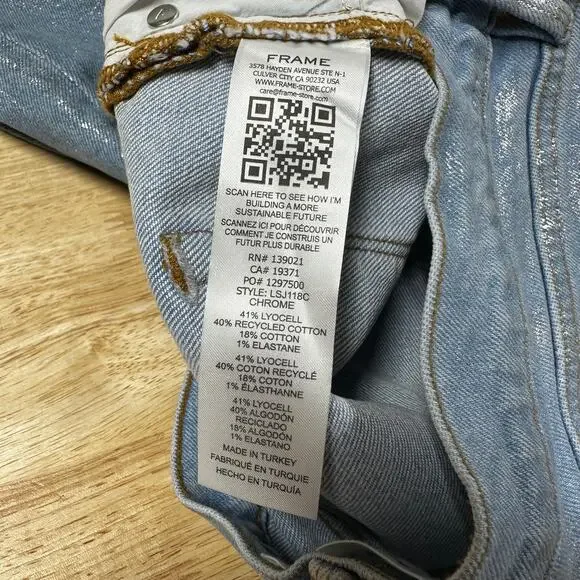 FRAME
3578 HAYDEN AVENUE STE N-1
CULVER CITY CA 90232 USA
WWW.FRAME-STORE.COM
care@frame-store.com
SCAN HERE TO SEE HOW I'M
BUILDING A MORE
SUSTAINABLE FUTURE
SCANNEZ ICI POUR DÉCOUVRIR
COMMENT JE CONSTRUIS UN
FUTUR PLUS DURABLE
RN# 139021
CA# 19371
PO# 1297500
STYLE: LSJ118C
CHROME
41% LYOCELL
40% RECYCLED COTTON
18% COTTON
1% ELASTANE
41% LYOCELL
40% COTON RECYCLÉ
18% COTON
1% ÉLASTHANNE
41% LYOCELL
40% ALGODÓN
RECICLADO
18% ALGODÓN
1% ELASTANO
MADE IN TURKEY
FABRIQUÉ EN TURQUIE
HECHO EN TURQUÍA